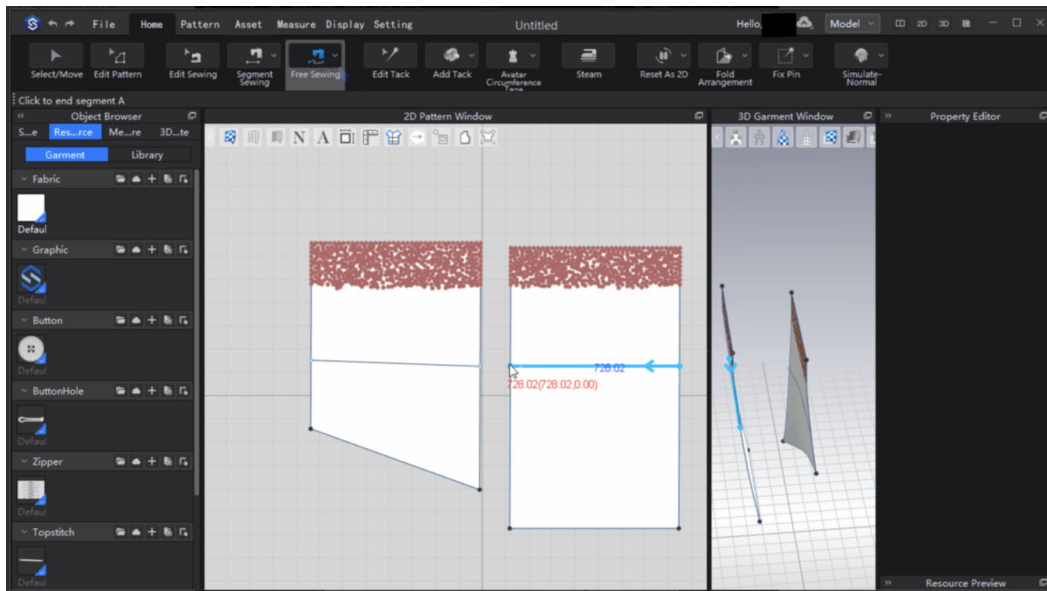 File Home Pattern Asset Measure Display Setting Untitled Hello, Model 2D 3D
Select/Move Edit Pattern Edit Sewing Segment Sewing Free Sewing Edit Tack Add Tack Avatar Circumference Tape Steam Reset As 2D Fold Arrangement Fix Pin Simulate-Normal
Click to end segment A
Object Browser 2D Pattern Window 3D Garment Window Property Editor
S...e Res...rce Me...re 3D...te
Garment Library
N A
Fabric
Defaul
Graphic
Defaul
Button
Defaul
728.02
728.02(728.02,0.00)
ButtonHole
Defaul
Zipper
Defaul
Topstitch
Defaul
Resource Preview